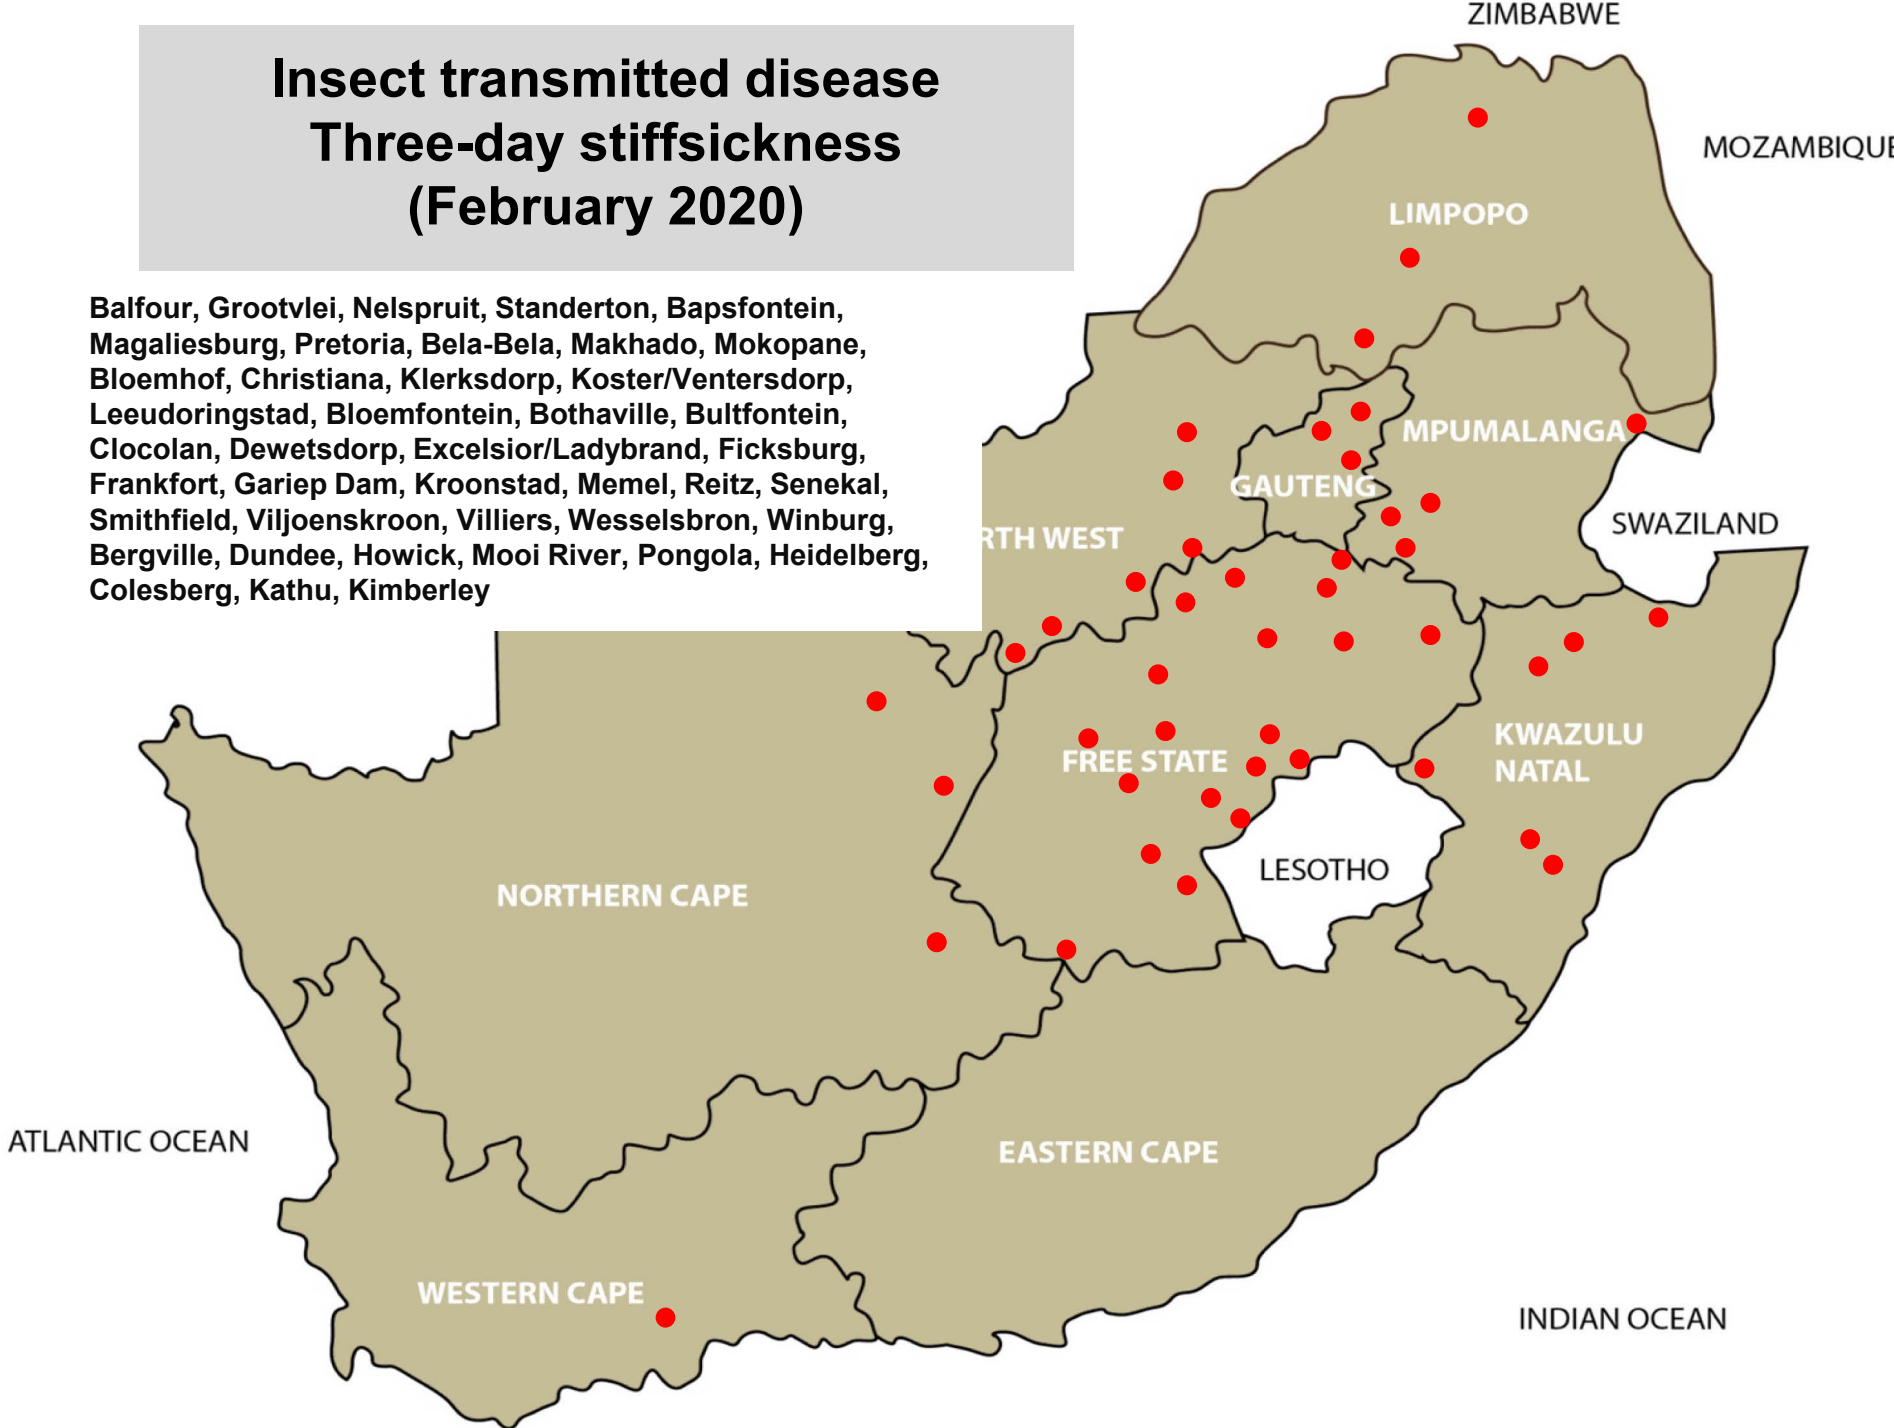 ZIMBABWE
Insect transmitted disease
Three-day stiffsickness
(February 2020)
MOZAMBIQUE
LIMPOPO
Balfour, Grootvlei, Nelspruit, Standerton, Bapsfontein,
Magaliesburg, Pretoria, Bela-Bela, Makhado, Mokopane,
Bloemhof, Christiana, Klerksdorp, Koster/Ventersdorp,
Leeudoringstad, Bloemfontein, Bothaville, Bultfontein,
Clocolan, Dewetsdorp, Excelsior/Ladybrand, Ficksburg,
Frankfort, Gariep Dam, Kroonstad, Memel, Reitz, Senekal,
Smithfield, Viljoenskroon, Villiers, Wesselsbron, Winburg,
Bergville, Dundee, Howick, Mooi River, Pongola, Heidelberg,
Colesberg, Kathu, Kimberley
MPUMALANGA
GAUTENG
SWAZILAND
RTH WEST
KWAZULU
NATAL
FREE STATE
LESOTHO
NORTHERN CAPE
ATLANTIC OCEAN
EASTERN CAPE
WESTERN CAPE
INDIAN OCEAN